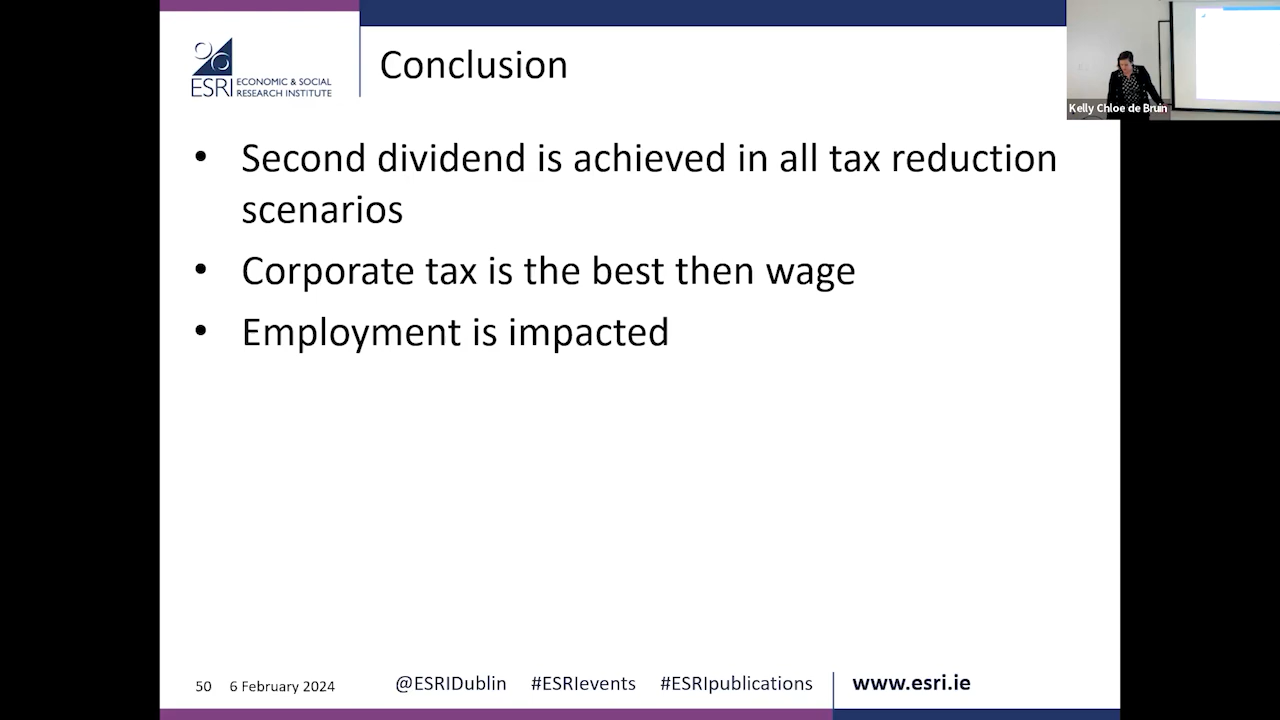 ESRI
ECONOMIC & SOCIAL
RESEARCH INSTITUTE
Conclusion
Kelly Chloe de Bruin
• Second dividend is achieved in all tax reduction
scenarios
• Corporate tax is the best then wage
• Employment is impacted
50 6 February 2024 @ESRIDublin #ESRIevents #ESRIpublications www.esri.ie